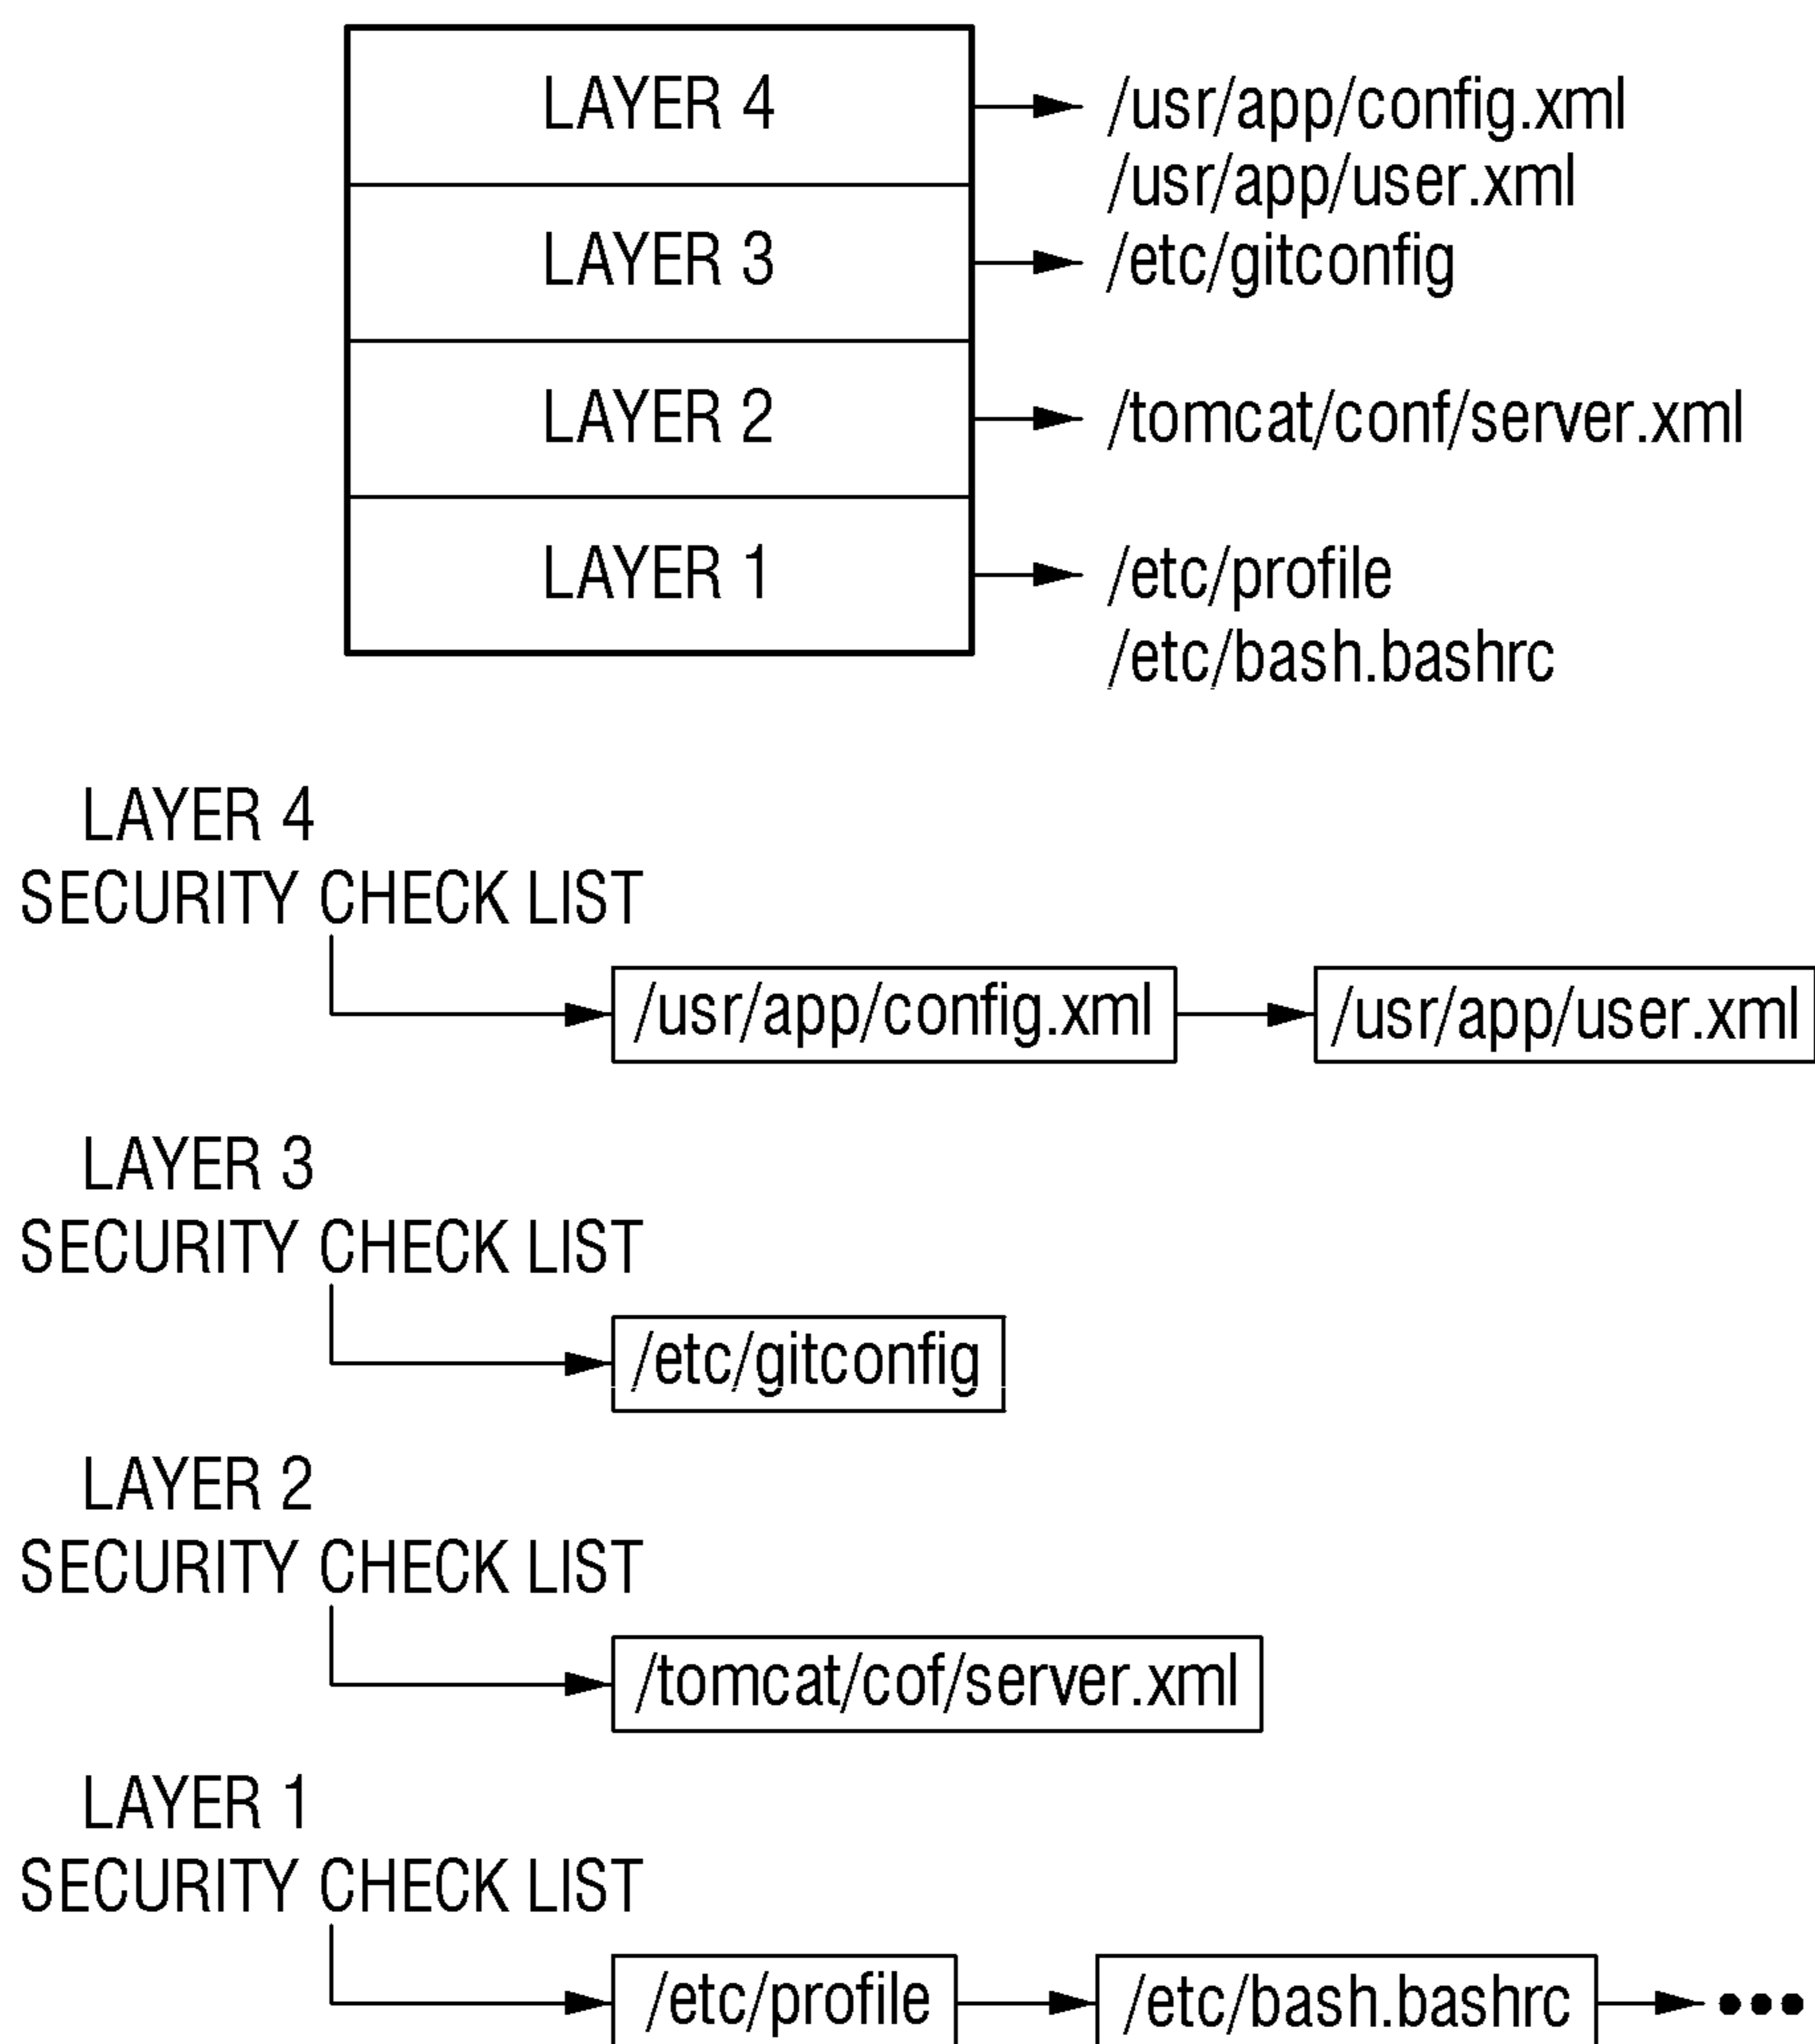 LAYER 4
/usr/app/config.xml
/usr/app/user.xml
LAYER 3
/etc/gitconfig
LAYER 2
/tomcat/conf/server.xml
LAYER 1
/etc/profile
/etc/bash.bashrc
LAYER 4
SECURITY CHECK LIST
/usr/app/config.xml
/usr/app/user.xml
LAYER 3
SECURITY CHECK LIST
/etc/gitconfig
LAYER 2
SECURITY CHECK LIST
/tomcat/cof/server.xml
LAYER 1
SECURITY CHECK LIST
/etc/profile
/etc/bash.bashrc
•••